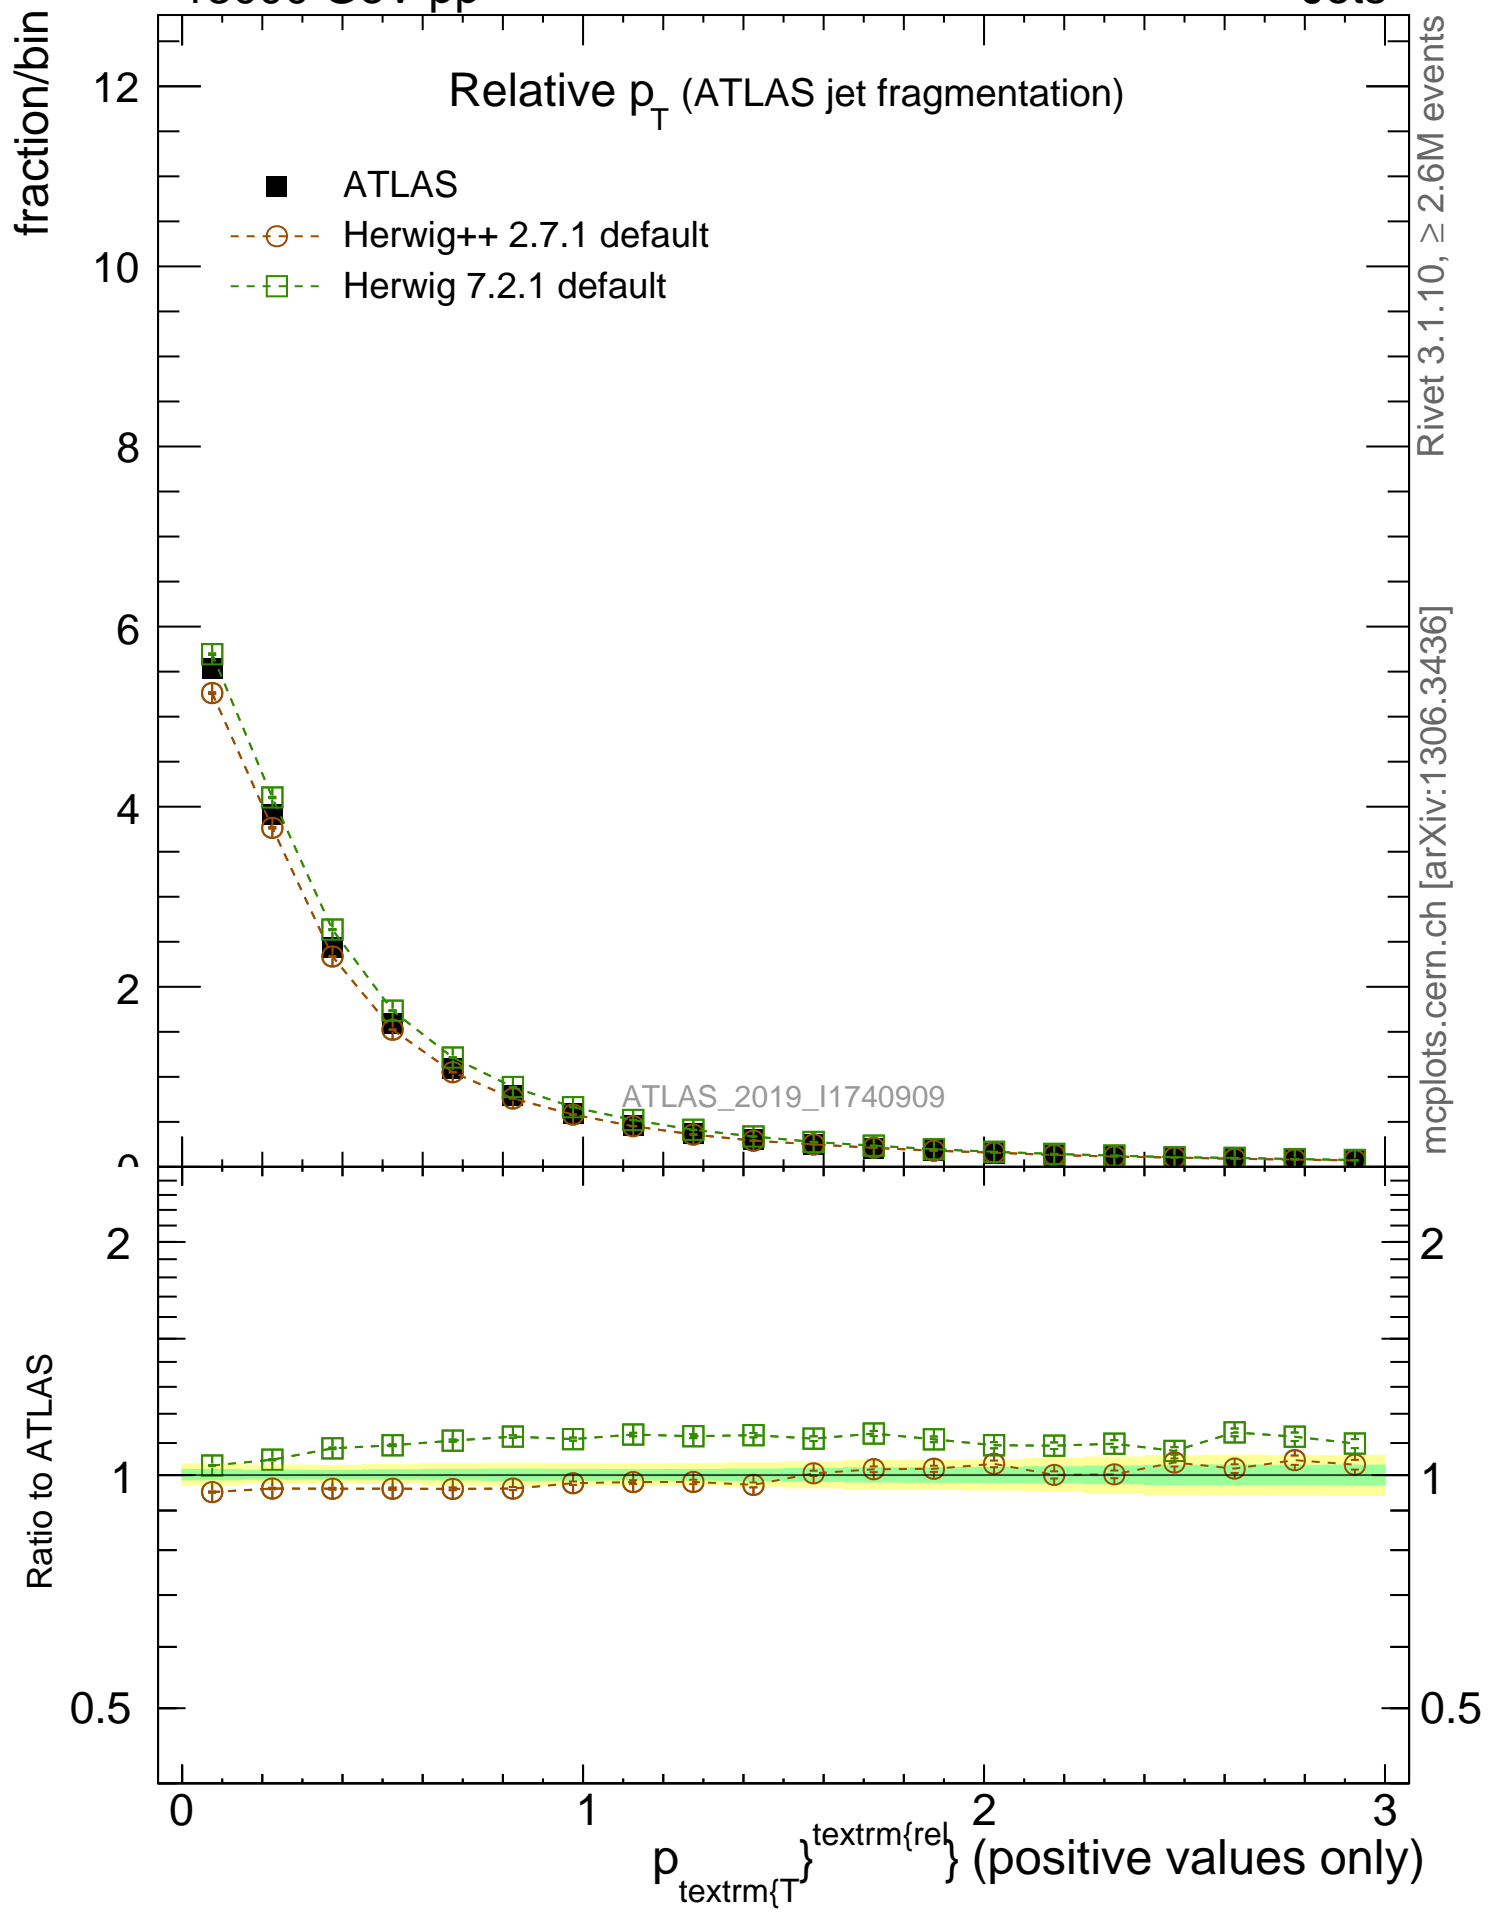 fraction/bin
Relative pT (ATLAS jet fragmentation)
ATLAS
Herwig++ 2.7.1 default
Herwig 7.2.1 default
12
10
8
6
4
2
0
ATLAS_2019_I1740909
Rivet 3.1.10, ≥ 2.6M events
mcplots.cern.ch [arXiv:1306.3436]
Ratio to ATLAS
2
1
0.5
2
1
0.5
0
1
2
3
p_textrm{T}^textrm{rel} (positive values only)